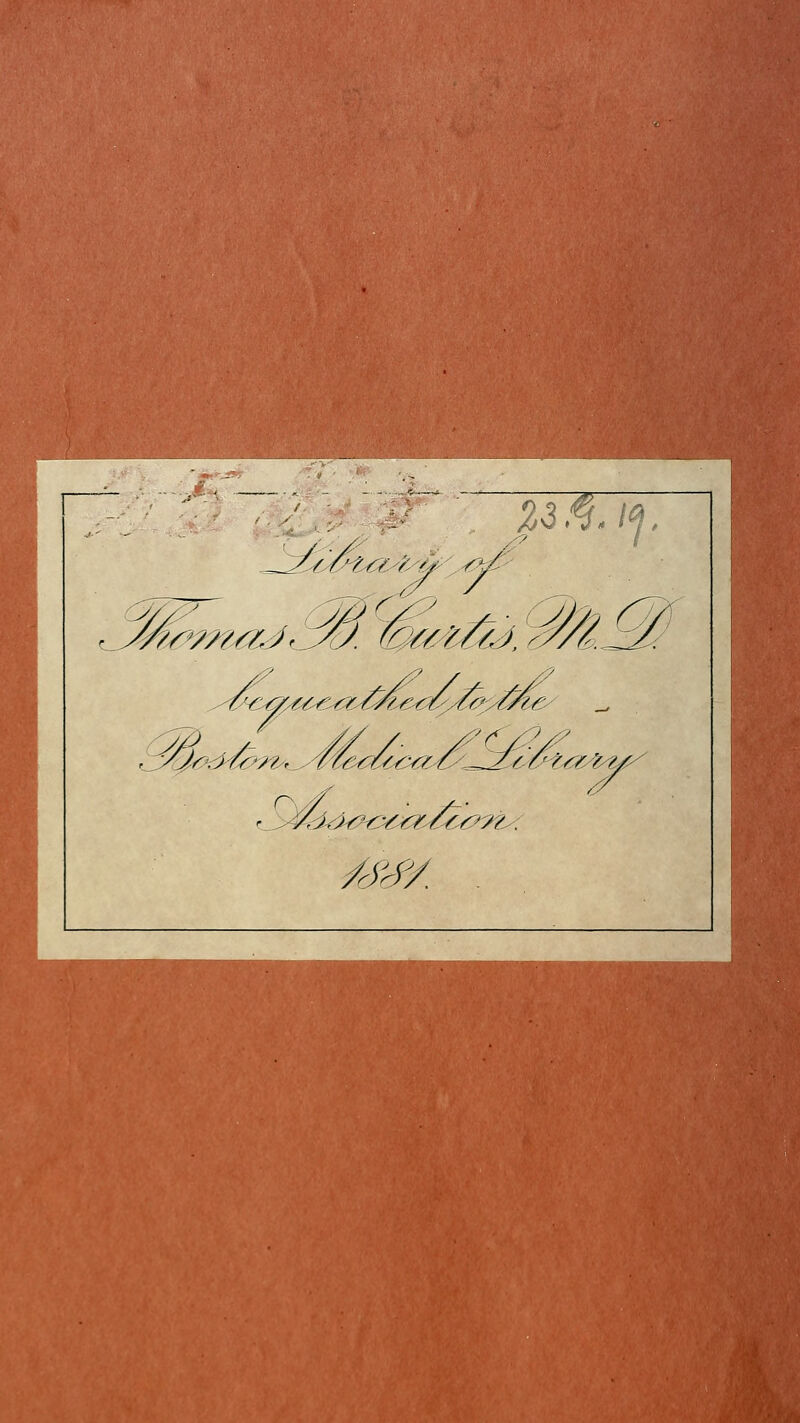 23.G.19.
Library of
Thomas B. Curtis, M.D.
bequeathed to the
Boston Medical Library
Association.
1881.